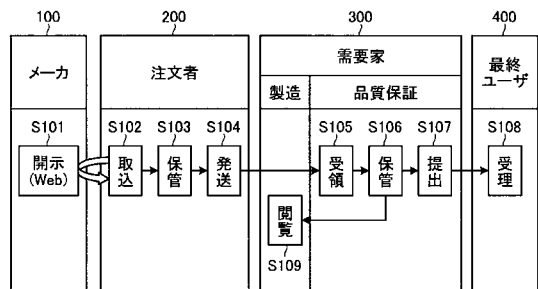 100
200
300
400
メーカ
注文者
需要家
製造
品質保証
最終
ユーザ
S101
S102
S103
S104
S105
S106
S107
S108
開示
(Web)
取込
保管
発送
受領
保管
提出
受理
閲覧
S109